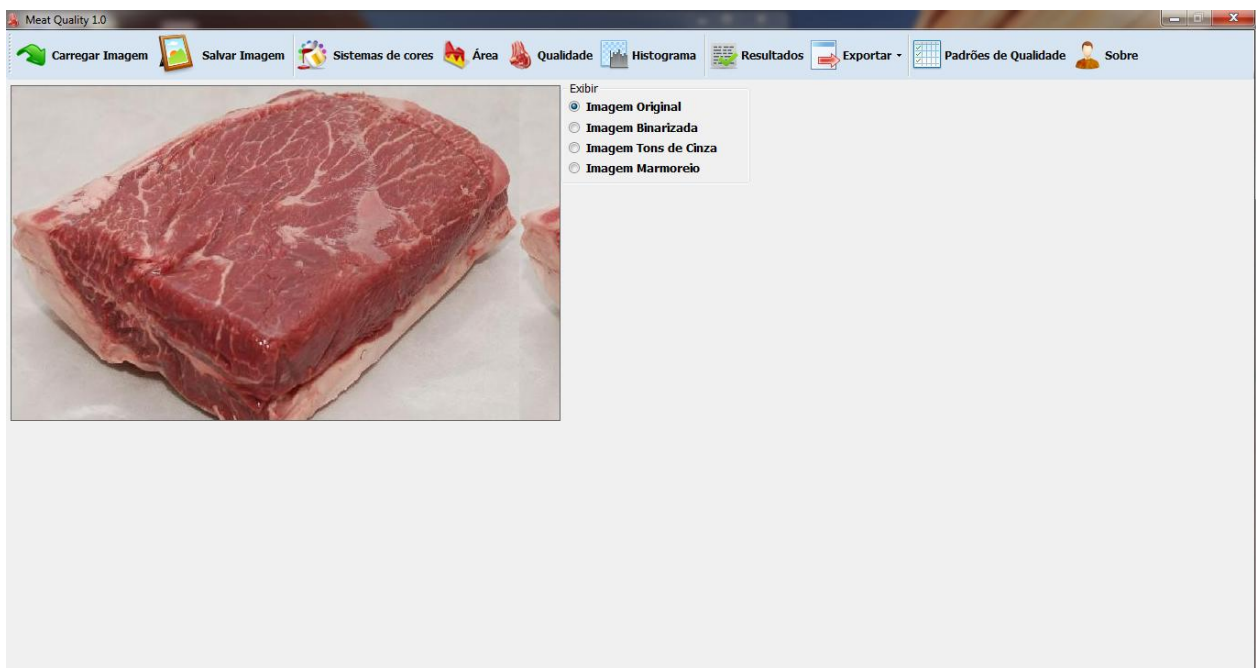 Meat Quality 1.0
Carregar Imagem Salvar Imagem Sistemas de cores Área Qualidade Histograma Resultados Exportar Padrões de Qualidade Sobre
Exibir
Imagem Original
Imagem Binarizada
Imagem Tons de Cinza
Imagem Marmoreio